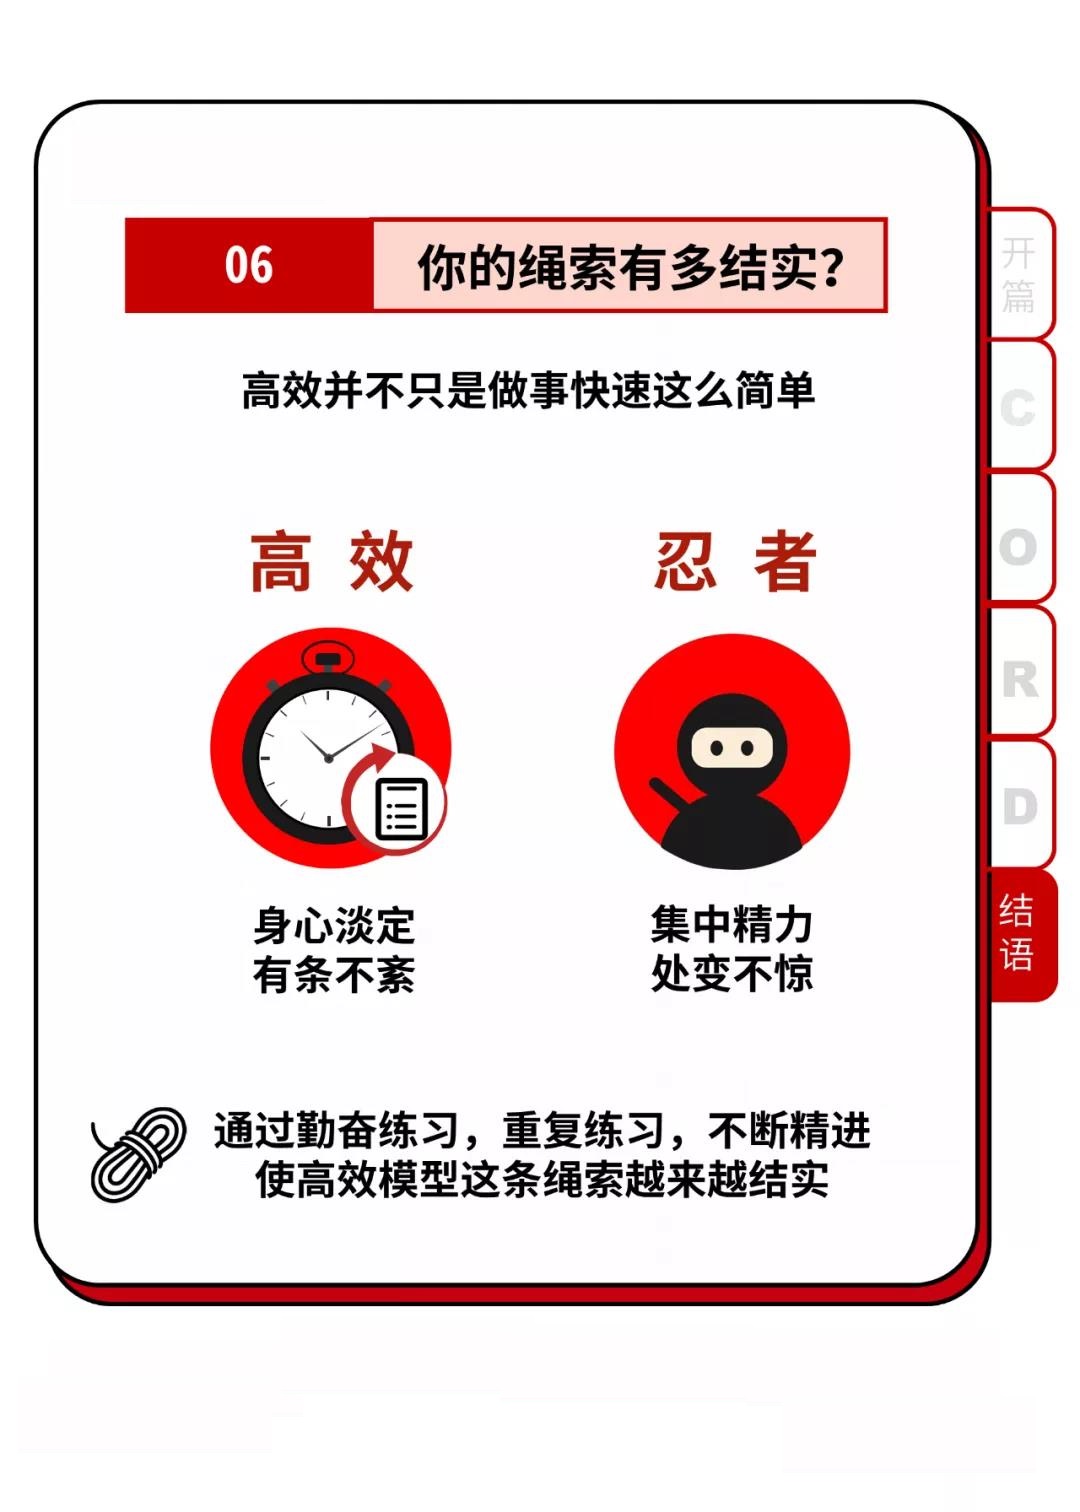 06
你的绳索有多结实？
高效并不只是做事快速这么简单
高效
忍者
身心淡定
有条不紊
集中精力
处变不惊
通过勤奋练习，重复练习，不断精进
使高效模型这条绳索越来越结实
开篇
C
O
R
D
结语